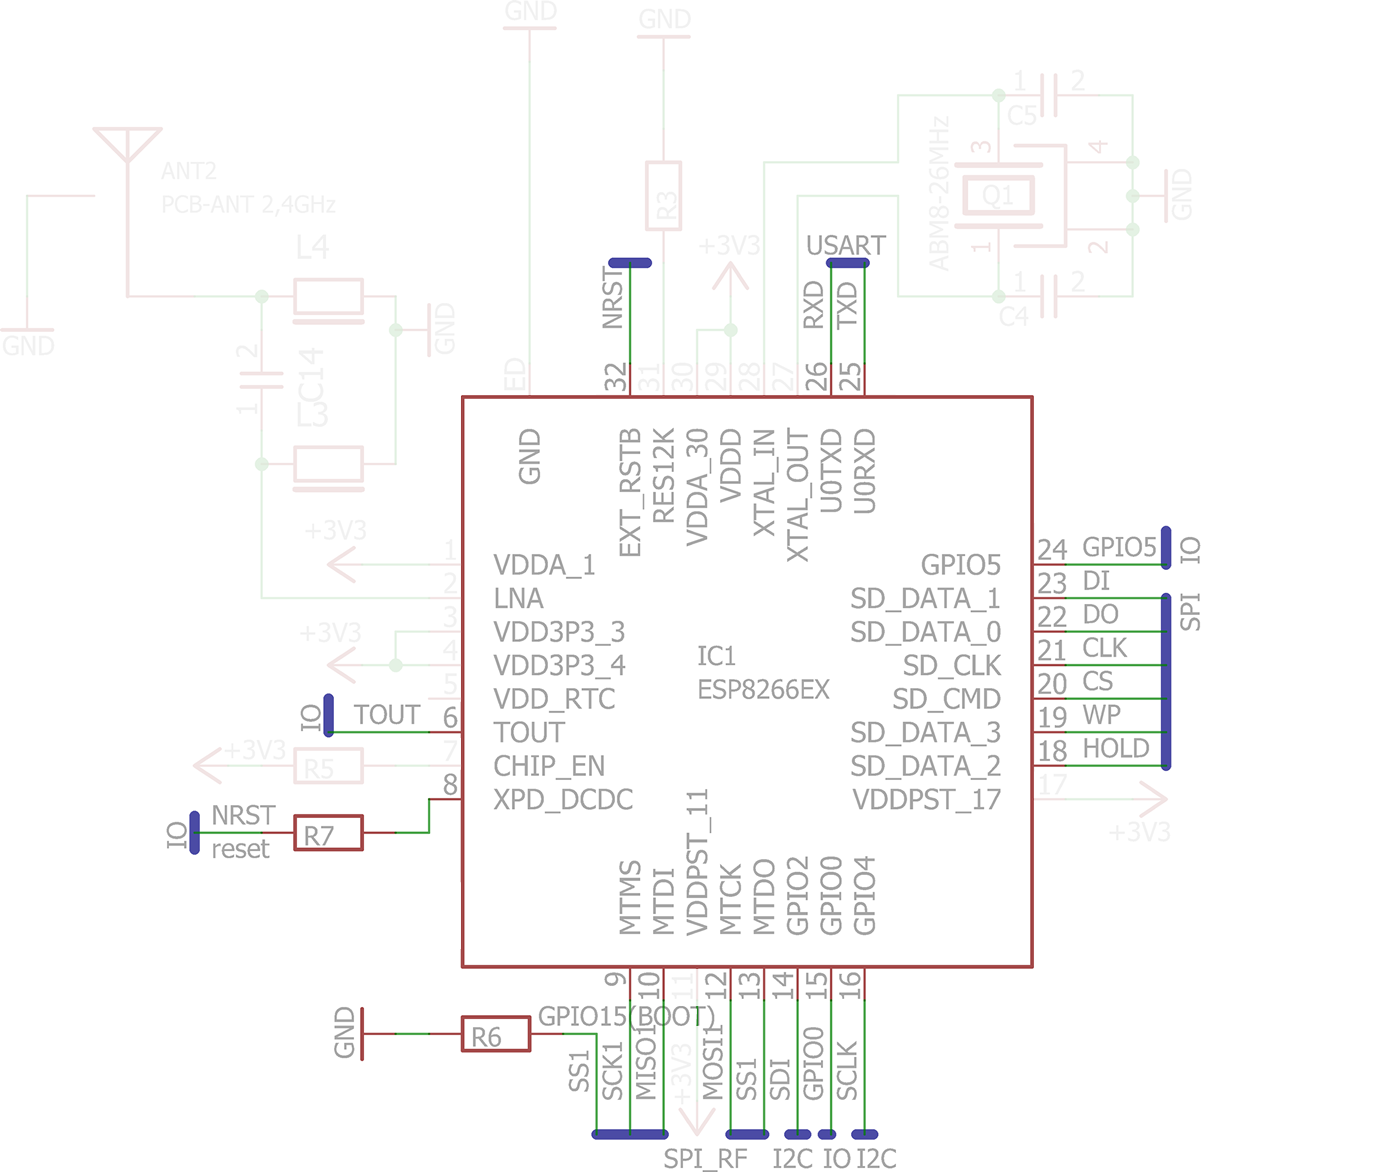 GND
GND
ANT2
PCB-ANT 2,4GHz
L4
GND
GND
2
1
C14
L3
R3
+3V3
USART
NRST
RXD
TXD
ABM8-26MHz
1
2
C5
3
4
Q1
1
2
GND
1
2
C4
ED
32
31
30
29
28
27
26
25
GND
EXT_RSTB
RES12K
VDDA_30
VDDD
XTAL_IN
XTAL_OUT
U0TXD
U0RXD
+3V3
1
VDDA_1
2
LNA
+3V3
3
VDD3P3_3
4
VDD3P3_4
5
VDD_RTC
IO
TOUT
6
TOUT
+3V3
R5
7
CHIP_EN
8
XPD_DCDC
IO
NRST
reset
R7
IC1
ESP8266EX
GPIO5
24
GPIO5
IO
SD_DATA_1
23
DI
SPI
SD_DATA_0
22
DO
SD_CLK
21
CLK
SD_CMD
20
CS
SD_DATA_3
19
WP
SD_DATA_2
18
HOLD
VDDPST_17
17
+3V3
MTMS
MTDI
VDDPST_11
MTCK
MTDO
GPIO2
GPIO0
GPIO4
9
10
11
12
13
14
15
16
GPIO15(BOOT)
GND
R6
SS1
SCK1
MISO1
+3V3
MOSI1
SS1
SDI
GPIO0
SCLK
SPI_RF
I2C
IO
I2C